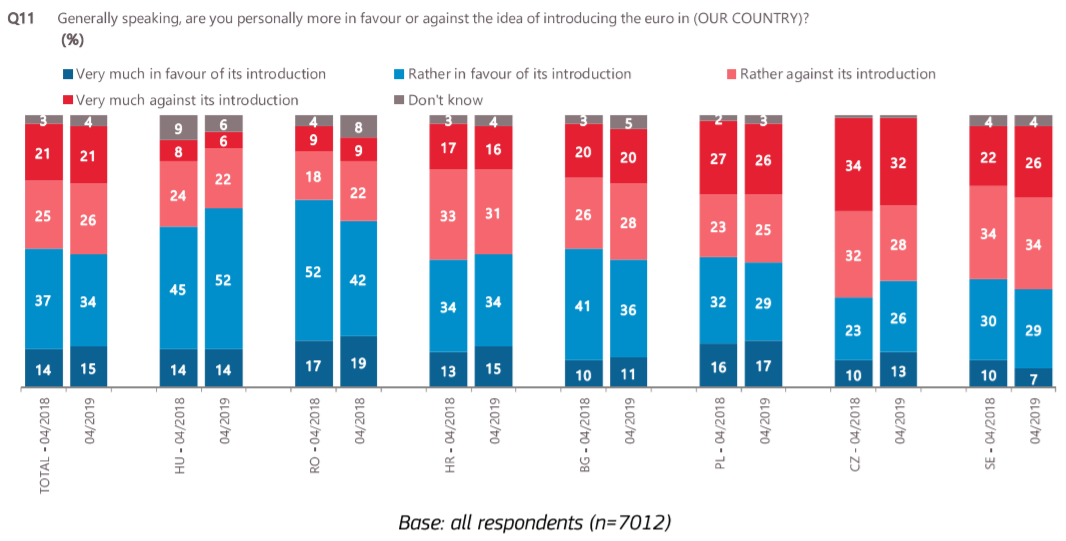 Q11 Generally speaking, are you personally more in favour or against the idea of introducing the euro in (OUR COUNTRY)?
(%)
Very much in favour of its introduction Rather in favour of its introduction Rather against its introduction
Very much against its introduction Don't know
3 4 9 6 4 8 3 4 3 5 2 3 4 4
21 21 8 6 9 9 17 16 20 20 27 26 34 32 22 26
25 26 24 22 18 22 33 31 26 28 23 25 32 28 34 34
37 34 45 52 52 42 34 34 41 36 32 29 23 26 30 29
14 15 14 14 17 19 13 15 10 11 16 17 10 13 10 7
TOTAL - 04/2018
04/2019
HU - 04/2018
04/2019
RO - 04/2018
04/2018
HR - 04/2018
04/2019
BG - 04/2018
04/2019
PL - 04/2018
04/2019
CZ - 04/2018
04/2019
SE - 04/2018
04/2019
Base: all respondents (n=7012)